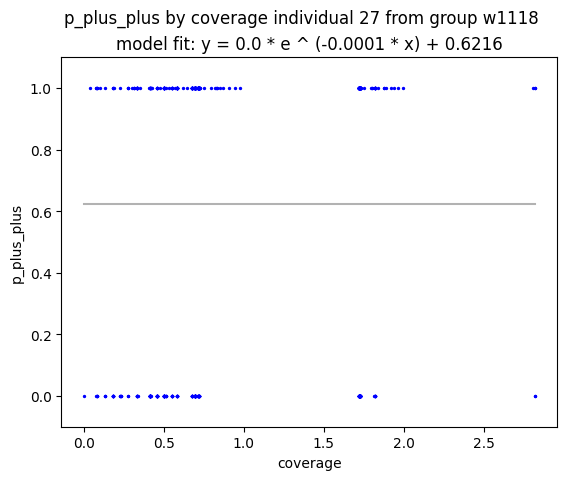 p_plus_plus by coverage individual 27 from group w1118
model fit: y = 0.0 * e ^ (-0.0001 * x) + 0.6216
1.0
0.8
0.6
0.4
0.2
0.0
p_plus_plus
0.0 0.5 1.0 1.5 2.0 2.5
coverage